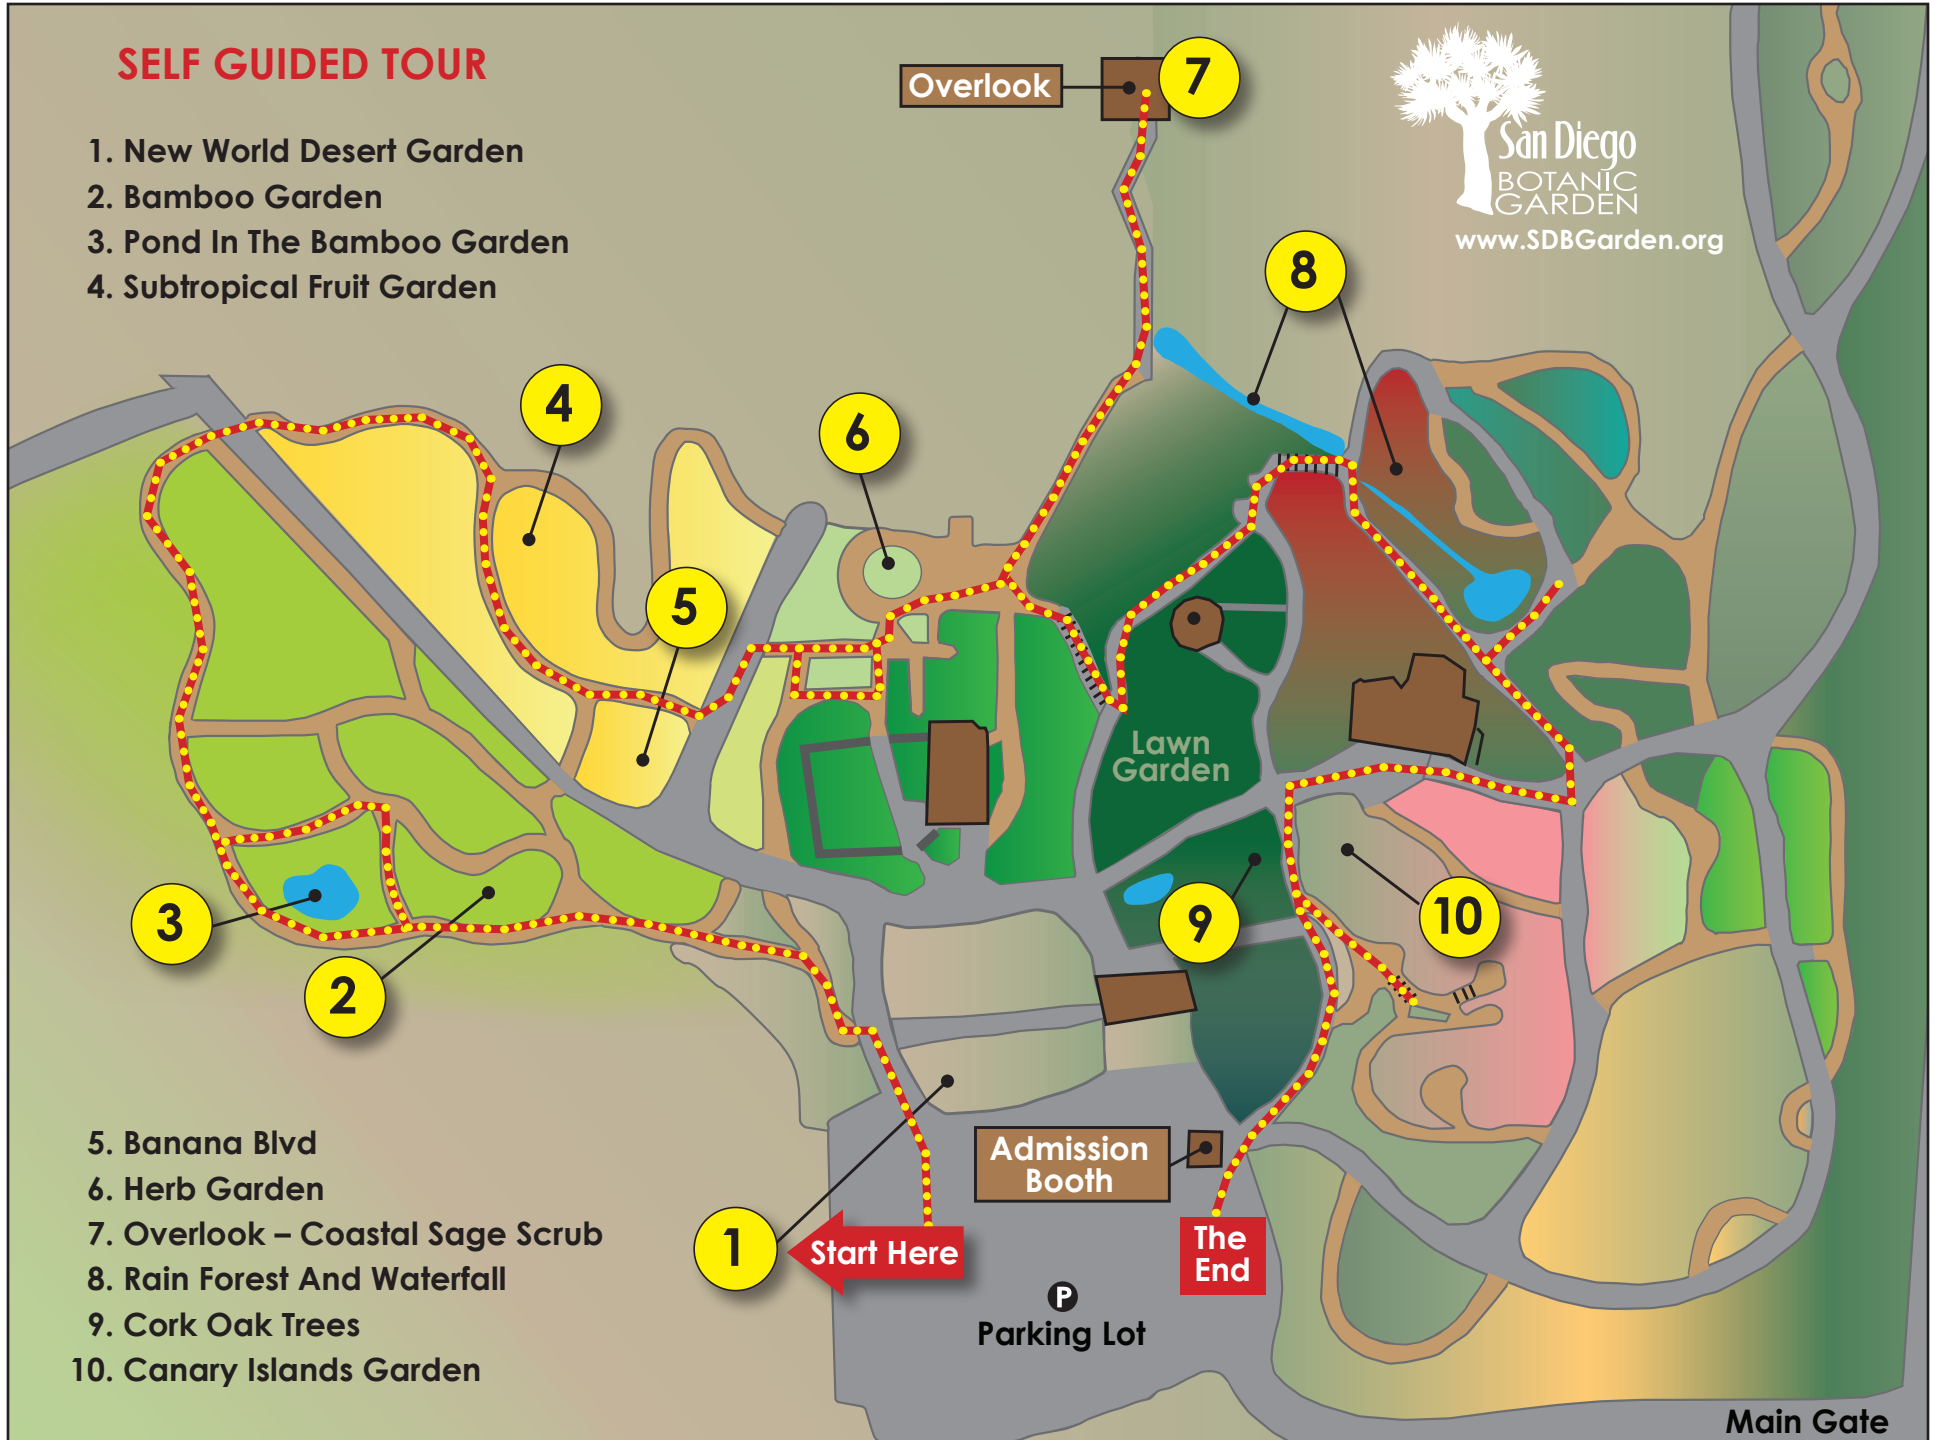 SELF GUIDED TOUR
1. New World Desert Garden
2. Bamboo Garden
3. Pond In The Bamboo Garden
4. Subtropical Fruit Garden
Overlook
7
San Diego
BOTANIC
GARDEN
www.SDBGarden.org
8
4
6
5
Lawn
Garden
3
2
9
10
5. Banana Blvd
6. Herb Garden
7. Overlook – Coastal Sage Scrub
8. Rain Forest And Waterfall
9. Cork Oak Trees
10. Canary Islands Garden
Admission
Booth
1
Start Here
The
End
P
Parking Lot
Main Gate